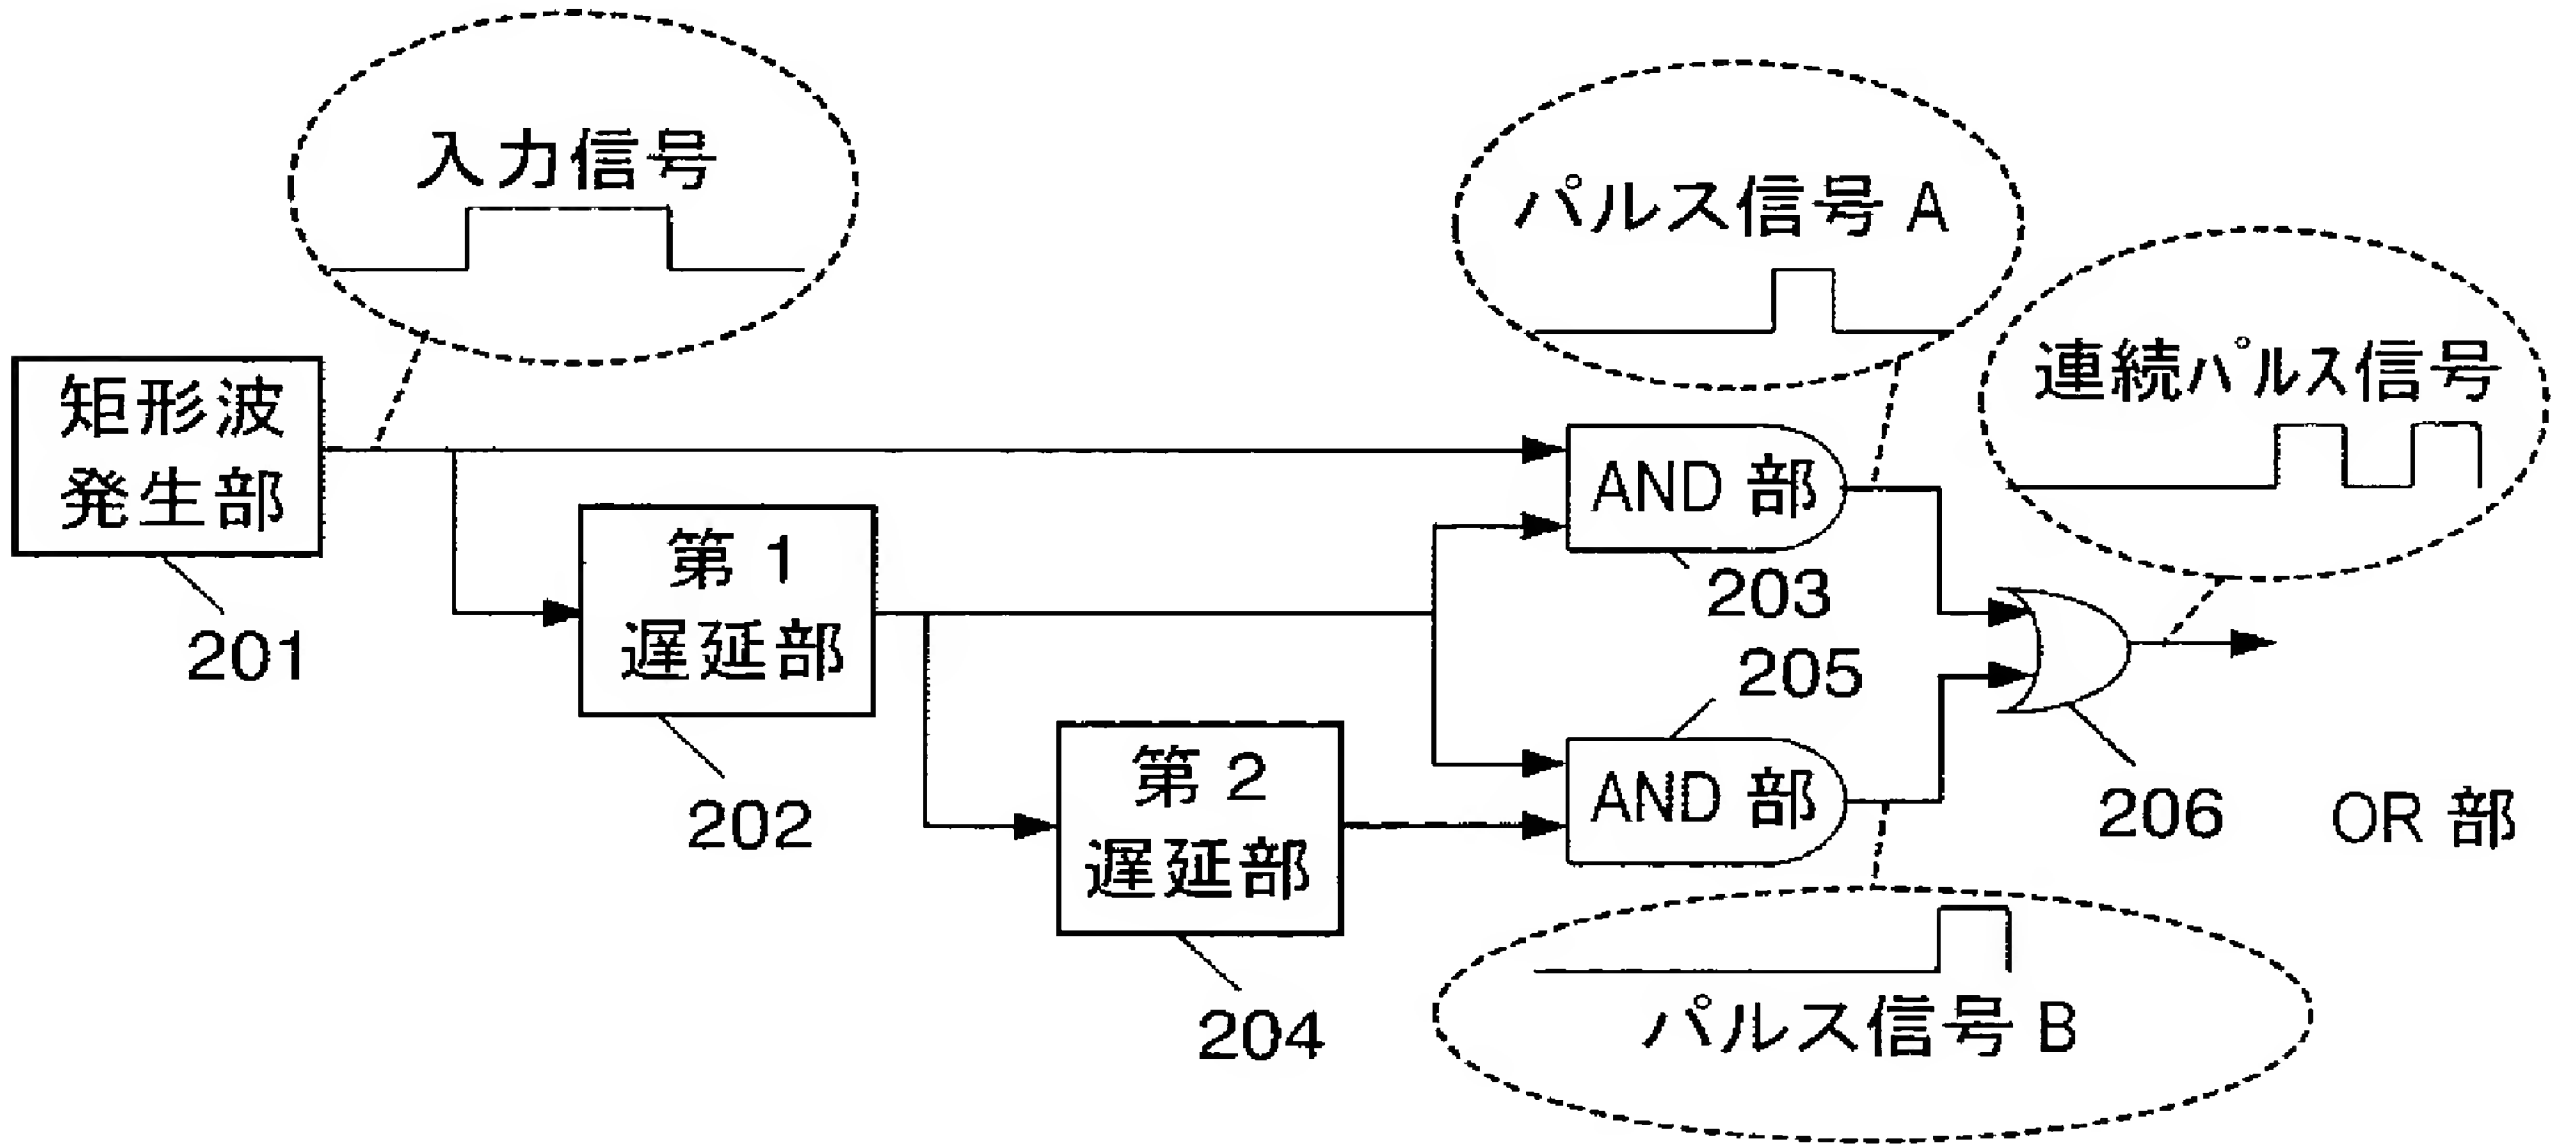 入力信号
パルス信号 A
連続パルス信号
矩形波
発生部
201
AND 部
203
第 1
遅延部
202
205
第 2
遅延部
204
AND 部
206
OR 部
パルス信号 B